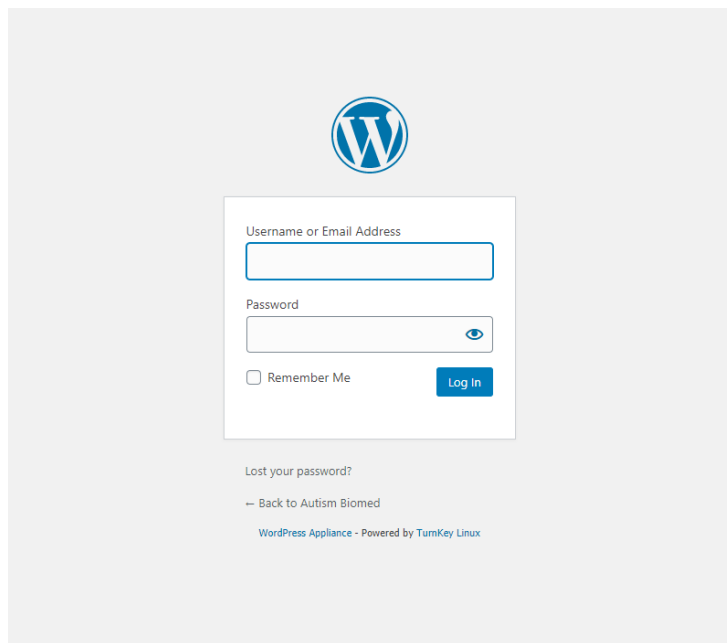 Username or Email Address
Password
Remember Me
Log In
Lost your password?
← Back to Autism Biomed
WordPress Appliance - Powered by TurnKey Linux